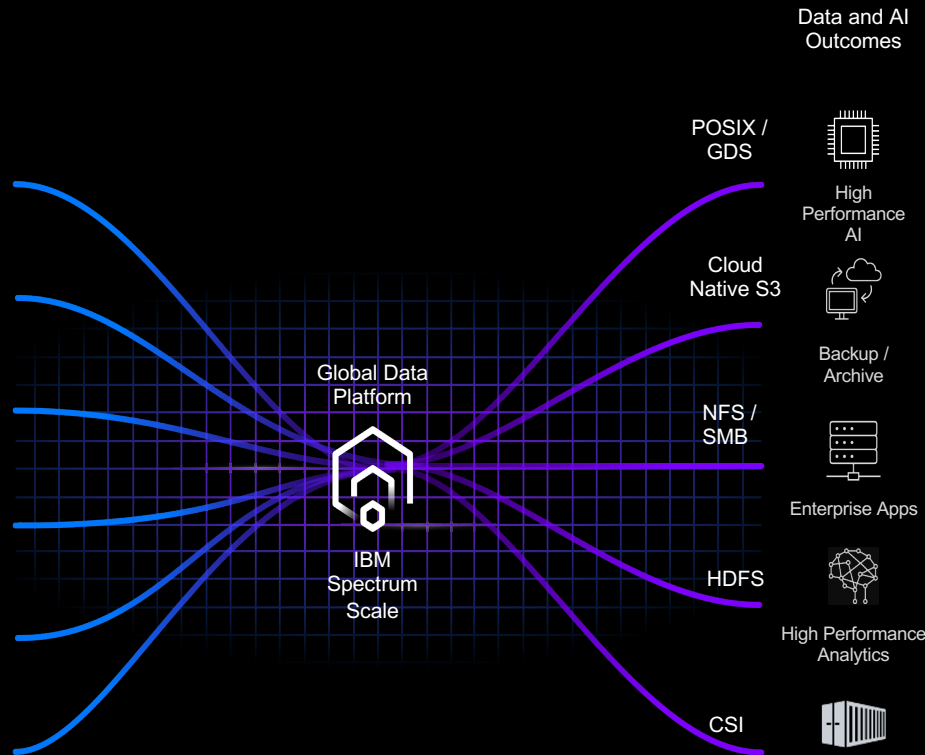 Data and AI
Outcomes
POSIX /
GDS
High
Performance
AI
Cloud
Native S3
Backup /
Archive
Global Data
Platform
NFS /
SMB
Enterprise Apps
IBM
Spectrum
Scale
HDFS
High Performance
Analytics
CSI